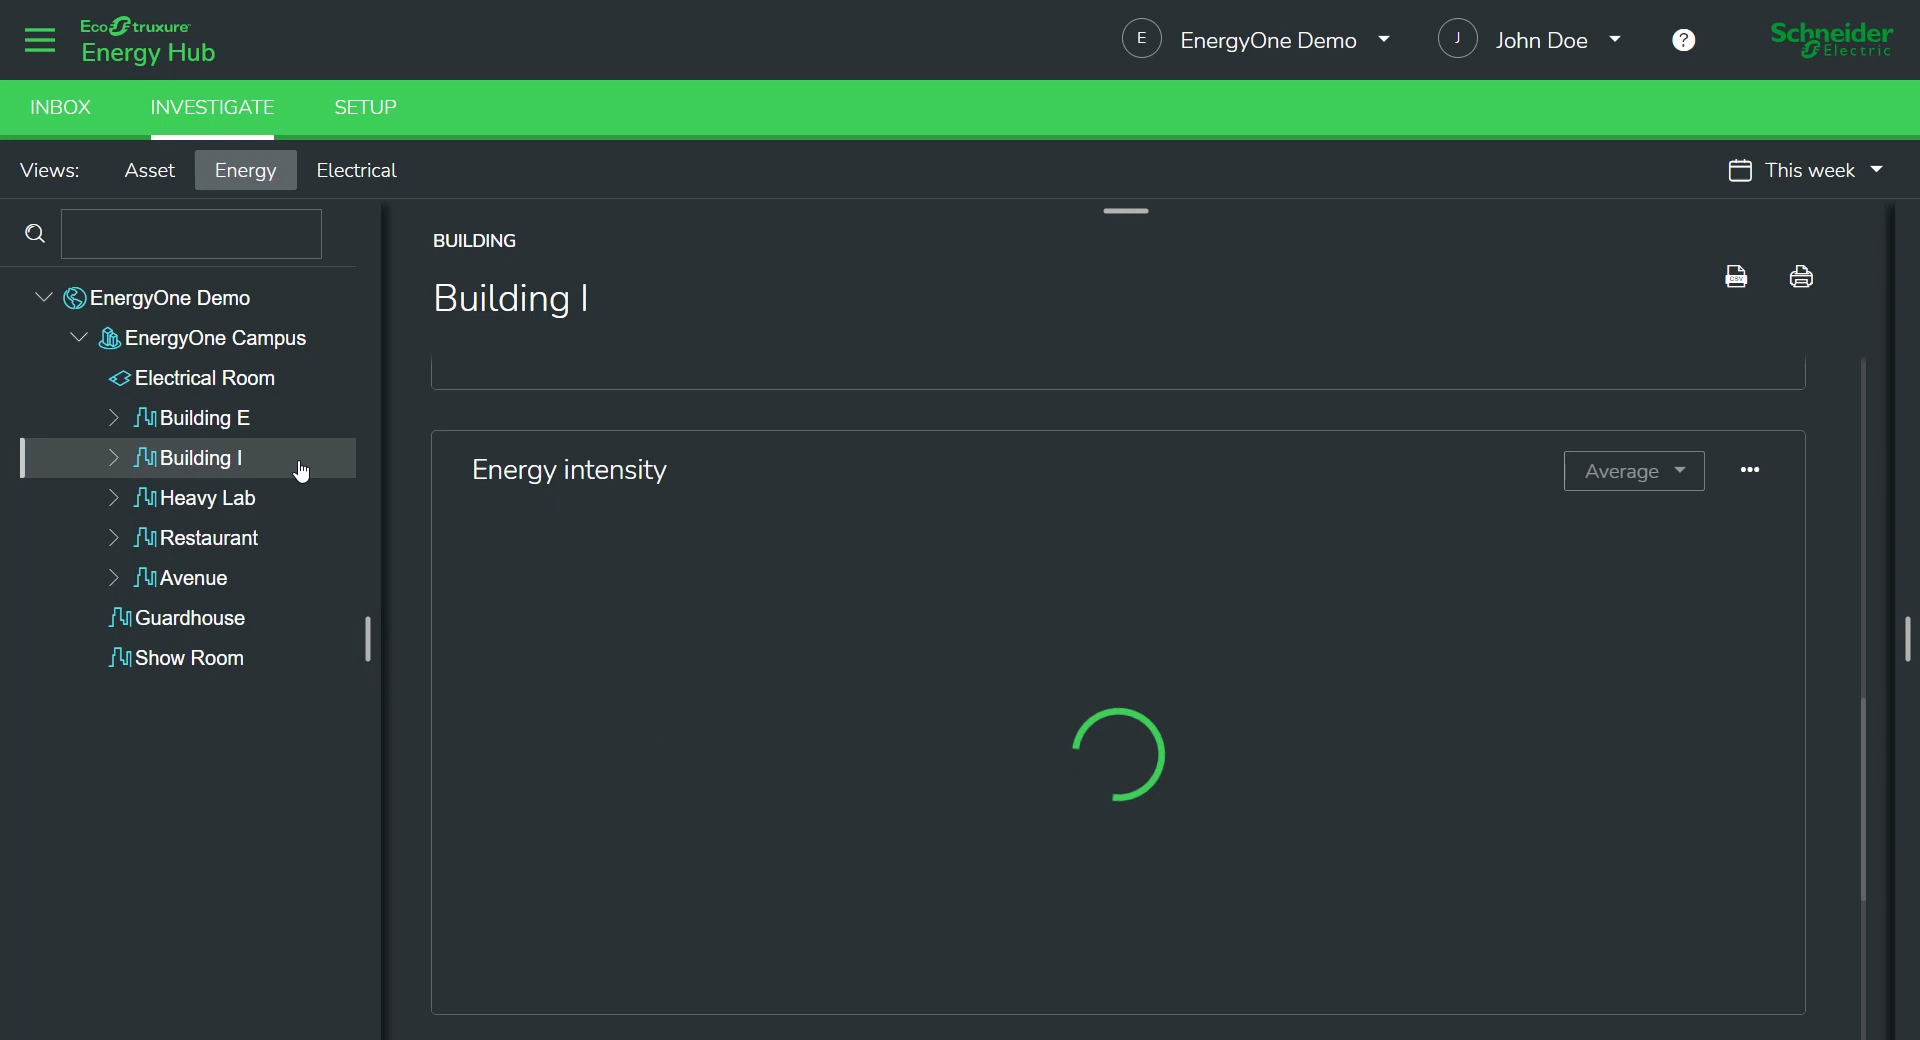 EcoStruxure
Energy Hub
E
EnergyOne Demo
J
John Doe
?
Schneider
Electric
INBOX
INVESTIGATE
SETUP
Views:
Asset
Energy
Electrical
This week
BUILDING
Building I
CSV
EnergyOne Demo
EnergyOne Campus
Electrical Room
Building E
Building I
Heavy Lab
Restaurant
Avenue
Guardhouse
Show Room
Energy intensity
Average